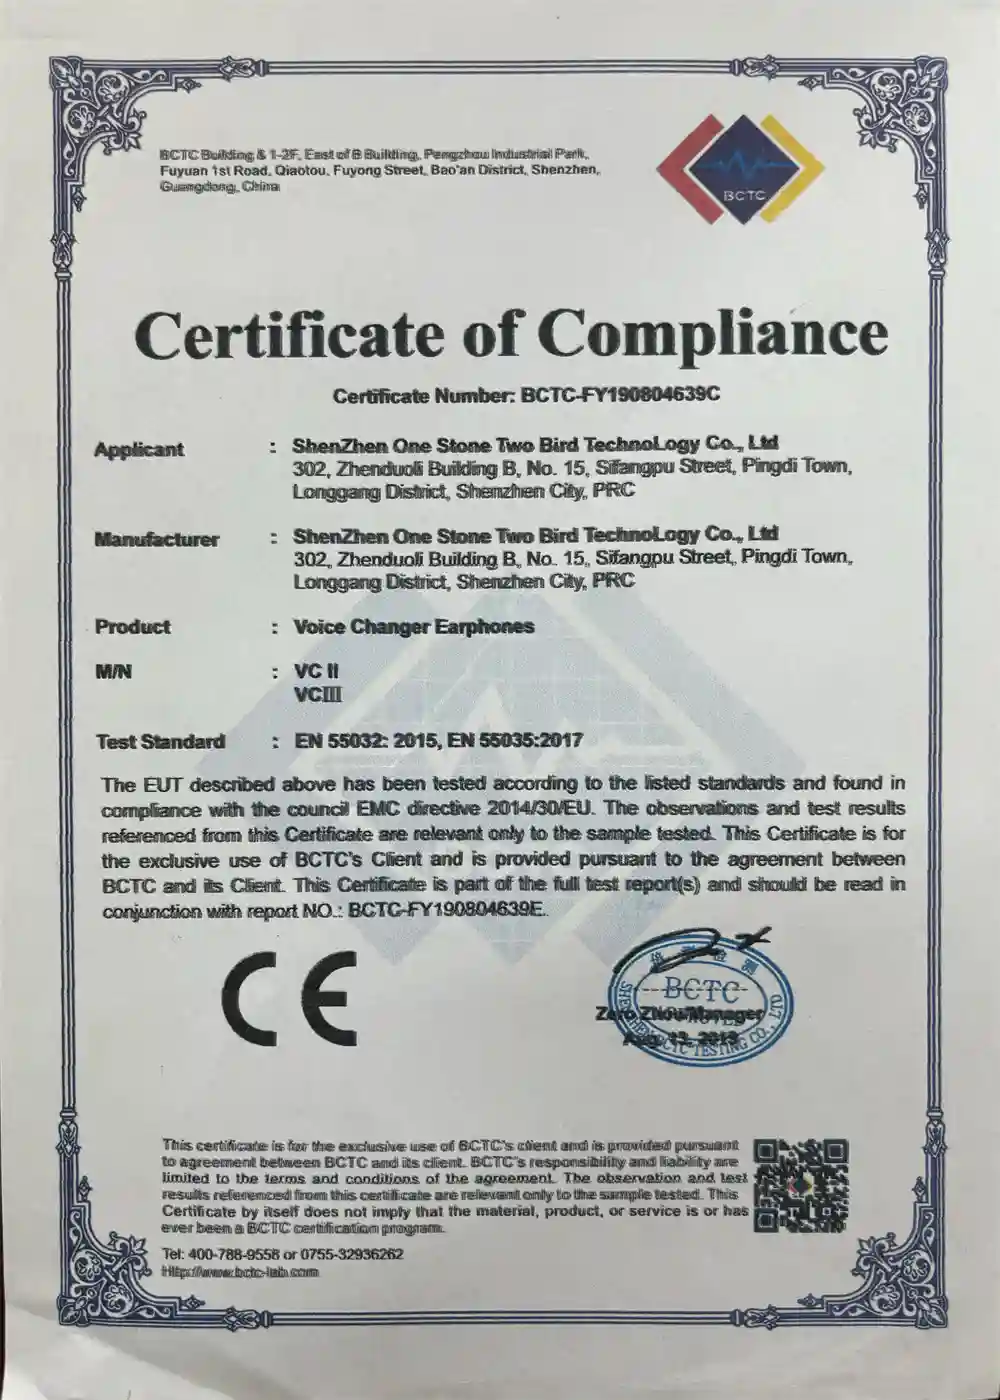 BCTC Building & 1-2F, East of B Building, Pengzhou Industrial Park,
Fuyuan 1st Road, Qiaotou, Fuyong Street, Bao'an District, Shenzhen,
Guangdong, China
BCTC
Certificate of Compliance
Certificate Number: BCTC-FY190804639C
Applicant : ShenZhen One Stone Two Bird TechnoLogy Co., Ltd
302, Zhenduoli Building B, No. 15, Sifangpu Street, Pingdi Town,
Longgang District, Shenzhen City, PRC
Manufacturer : ShenZhen One Stone Two Bird TechnoLogy Co., Ltd
302, Zhenduoli Building B, No. 15, Sifangpu Street, Pingdi Town,
Longgang District, Shenzhen City, PRC
Product : Voice Changer Earphones
M/N : VC II
VCⅢ
Test Standard : EN 55032: 2015, EN 55035:2017
The EUT described above has been tested according to the listed standards and found in
compliance with the council EMC directive 2014/30/EU. The observations and test results
referenced from this Certificate are relevant only to the sample tested. This Certificate is for
the exclusive use of BCTC's Client and is provided pursuant to the agreement between
BCTC and its Client. This Certificate is part of the full test report(s) and should be read in
conjunction with report NO.: BCTC-FY190804639E.
CE
检测
BCTC
Zero Zhou/Manager
Aug. 13, 2019
SHENZHEN BCTC TESTING CO., LTD
This certificate is for the exclusive use of BCTC's client and is provided pursuant
to agreement between BCTC and its client. BCTC's responsibility and liability are
limited to the terms and conditions of the agreement. The observation and test
results referenced from this certificate are relevant only to the sample tested. This
Certificate by itself does not imply that the material, product, or service is or has
ever been a BCTC certification program.
Tel: 400-788-9558 or 0755-32936262
Http://www.bctc-lab.com